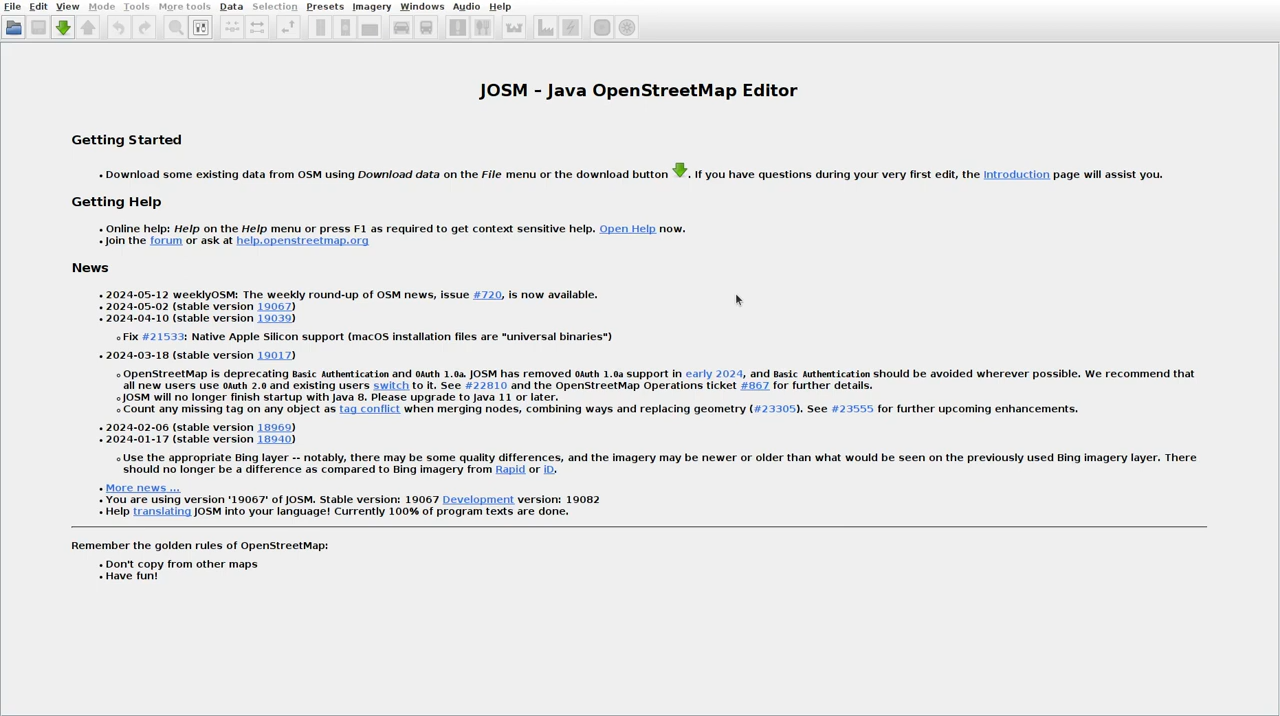 File Edit View Mode Tools More tools Data Selection Presets Imagery Windows Audio Help
JOSM – Java OpenStreetMap Editor
Getting Started
• Download some existing data from OSM using Download data on the File menu or the download button . If you have questions during your very first edit, the Introduction page will assist you.
Getting Help
• Online help: Help on the Help menu or press F1 as required to get context sensitive help. Open Help now.
• Join the forum or ask at help.openstreetmap.org
News
• 2024-05-12 weeklyOSM: The weekly round-up of OSM news, issue #720, is now available.
• 2024-05-02 (stable version 19067)
• 2024-04-10 (stable version 19039)
◦ Fix #21533: Native Apple Silicon support (macOS installation files are "universal binaries")
• 2024-03-18 (stable version 19017)
◦ OpenStreetMap is deprecating Basic Authentication and OAuth 1.0a. JOSM has removed OAuth 1.0a support in early 2024, and Basic Authentication should be avoided wherever possible. We recommend that
all new users use OAuth 2.0 and existing users switch to it. See #22810 and the OpenStreetMap Operations ticket #867 for further details.
◦ JOSM will no longer finish startup with Java 8. Please upgrade to Java 11 or later.
◦ Count any missing tag on any object as tag conflict when merging nodes, combining ways and replacing geometry (#23305). See #23555 for further upcoming enhancements.
• 2024-02-06 (stable version 18969)
• 2024-01-17 (stable version 18940)
◦ Use the appropriate Bing layer -- notably, there may be some quality differences, and the imagery may be newer or older than what would be seen on the previously used Bing imagery layer. There
should no longer be a difference as compared to Bing imagery from Rapid or iD.
• More news ...
• You are using version '19067' of JOSM. Stable version: 19067 Development version: 19082
• Help translating JOSM into your language! Currently 100% of program texts are done.
Remember the golden rules of OpenStreetMap:
• Don't copy from other maps
• Have fun!